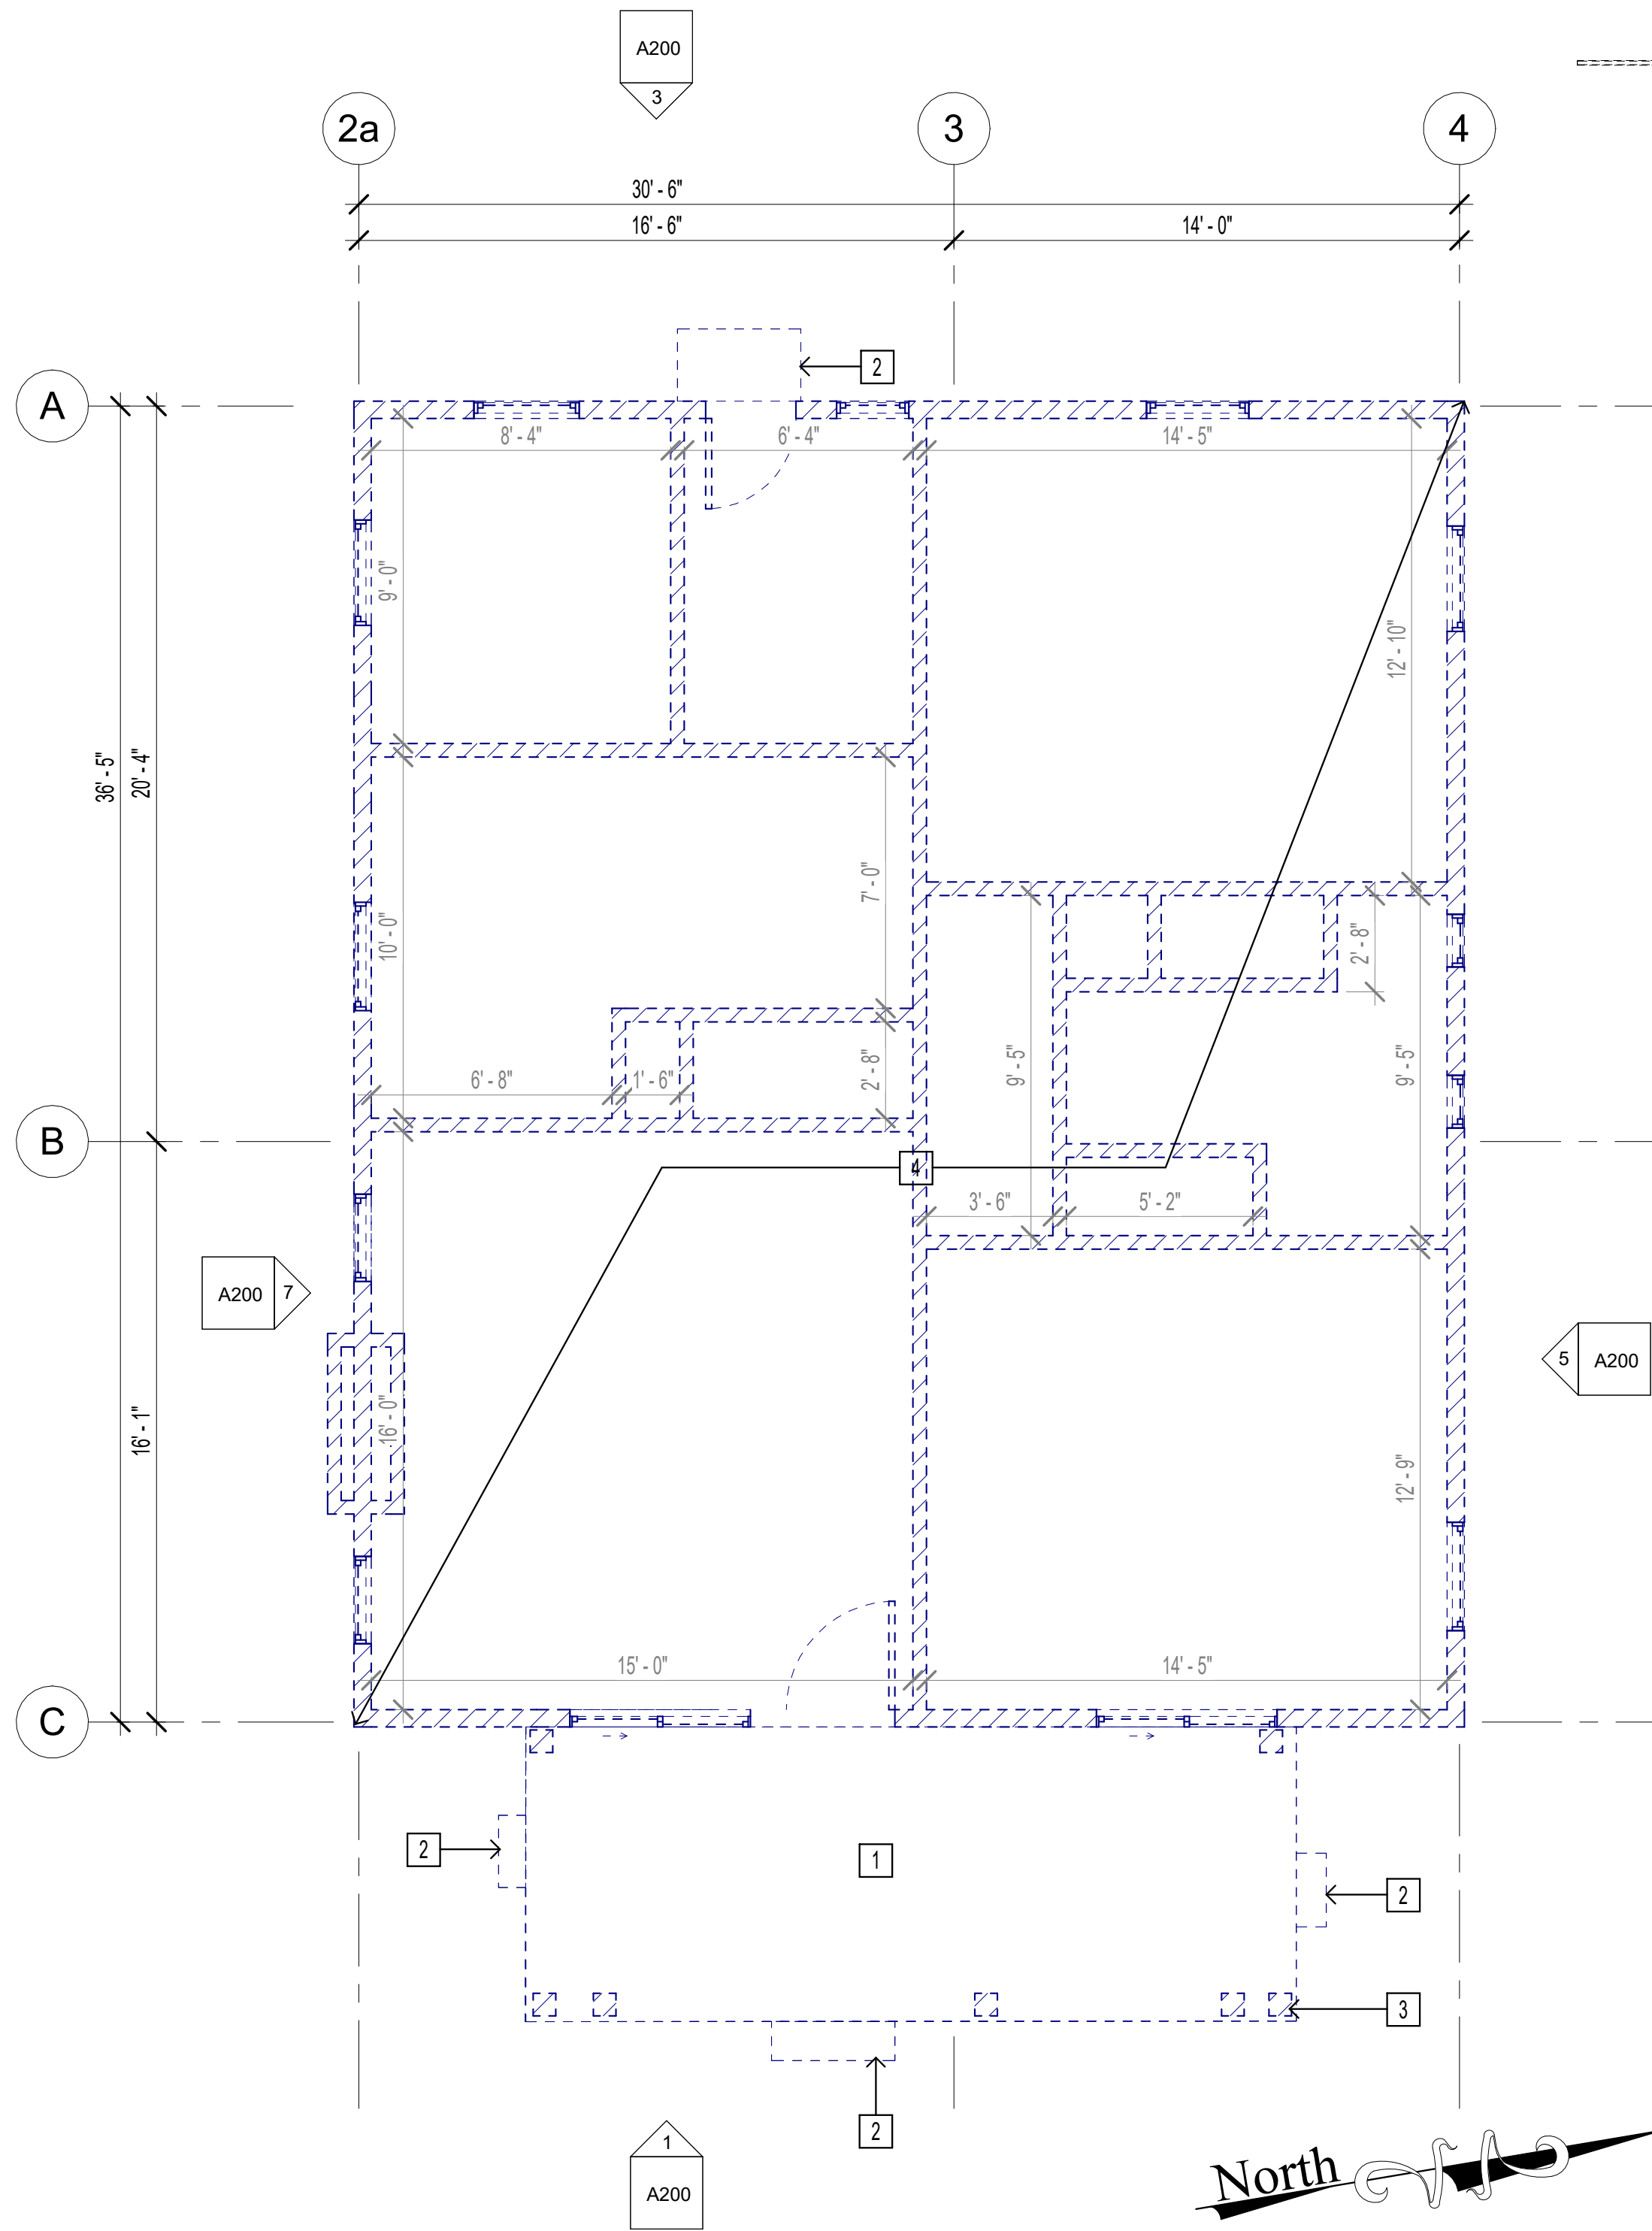 A200
3
2a
3
4
30' - 6"
16' - 6"
14' - 0"
2
A
8' - 4"
6' - 4"
14' - 5"
9' - 0"
12' - 10"
36' - 5"
20' - 4"
7' - 0"
10' - 0"
2' - 8"
9' - 5"
9' - 5"
2' - 8"
6' - 8"
1' - 6"
B
4
3' - 6"
5' - 2"
A200
7
5
A200
16' - 0"
16' - 1"
12' - 9"
15' - 0"
14' - 5"
C
2
1
2
3
2
1
A200
North